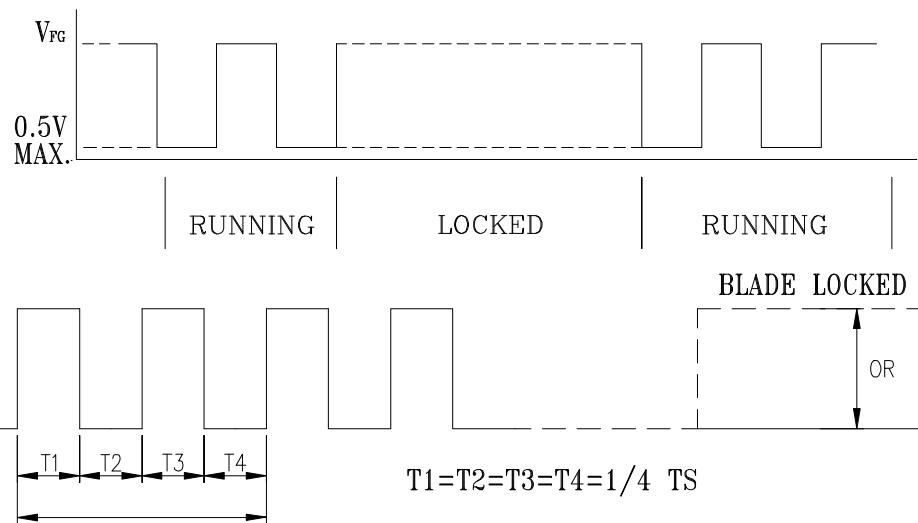 VFG
0.5V
MAX.
RUNNING LOCKED RUNNING
BLADE LOCKED
OR
T1 T2 T3 T4
T1=T2=T3=T4=1/4 TS